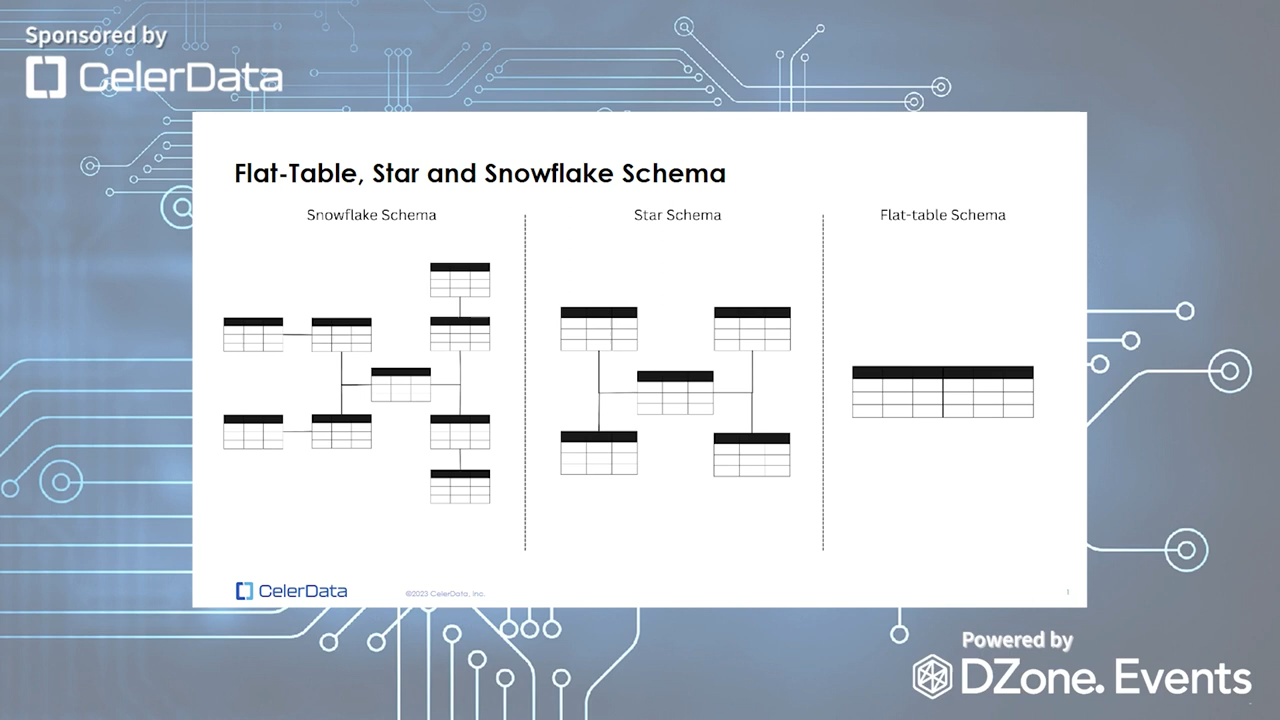 Sponsored by
CelerData
Flat-Table, Star and Snowflake Schema
Snowflake Schema
Star Schema
Flat-table Schema
CelerData
©2023 CelerData, Inc.
1
Powered by
DZone. Events